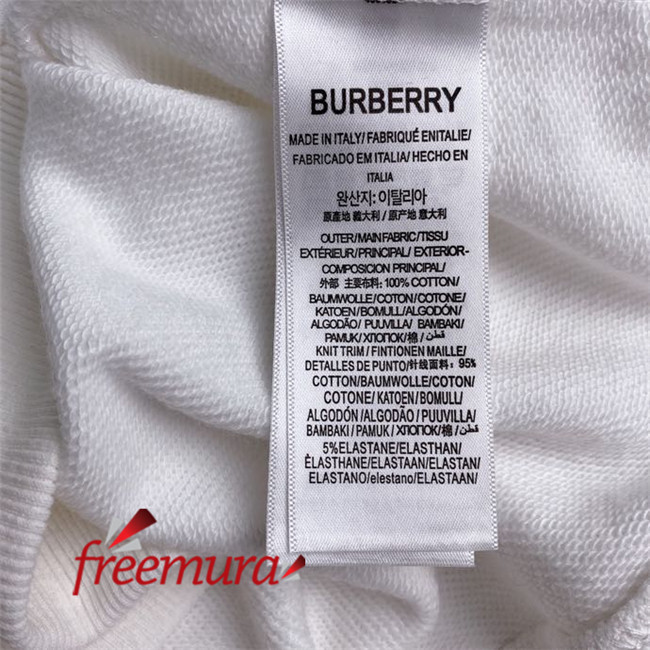 BURBERRY
MADE IN ITALY/ FABRIQUÉ ENITALIE/
FABRICADO EM ITALIA/ HECHO EN
ITALIA
완산지: 이탈리아
原產地 義大利 / 原产地 意大利
OUTER/MAIN FABRIC/TISSU
EXTÉRIEUR/PRINCIPAL/ EXTERIOR-
COMPOSICION PRINCIPAL/
外部 主要布料: 100% COTTON/
BAUMWOLLE/COTON/COTONE/
KATOEN/BOMULL/ALGODÓN/
ALGODÃO/ PUUVILLA/ BAMBAKI/
PAMUK/ХЛОПОК/棉/قطن/
KNIT TRIM / FINTIONEN MAILLE/
DETALLES DE PUNTO/针线面料: 95%
COTTON/BAUMWOLLE/COTON/
COTONE/ KATOEN/ BOMULL/
ALGODÓN /ALGODÃO / PUUVILLA/
BAMBAKI / PAMUK / ХЛОПОК/棉/ قطن/
5%ELASTANE/ELASTHAN/
ÈLASTHANE/ELASTAAN/ELASTAN/
ELASTANO/elestano/ELASTAAN/
freemura